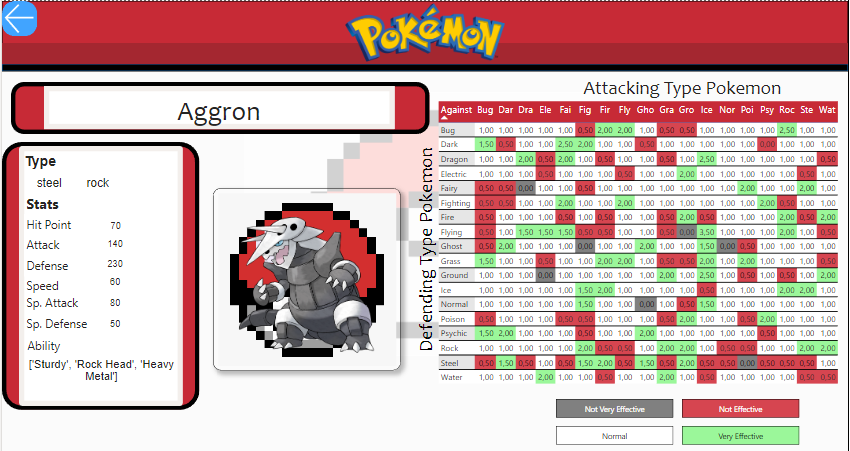 POKéMON
Aggron
Type
steel rock
Stats
Hit Point 70
Attack 140
Defense 230
Speed 60
Sp. Attack 80
Sp. Defense 50
Ability
['Sturdy', 'Rock Head', 'Heavy
Metal']
Attacking Type Pokemon
Defending Type Pokemon
Against Bug Dar Dra Ele Fai Fig Fir Fly Gho Gra Gro Ice Nor Poi Psy Roc Ste Wat
Bug 1,00 1,00 1,00 1,00 1,00 0,50 2,00 2,00 1,00 0,50 0,50 1,00 1,00 1,00 1,00 2,50 1,00 1,00
Dark 1,50 0,50 1,00 1,00 2,50 2,00 1,00 1,00 0,50 1,00 1,00 1,00 1,00 1,00 0,00 1,00 1,00 1,00
Dragon 1,00 1,00 2,00 0,50 2,00 1,00 0,50 1,00 1,00 0,50 1,00 2,50 1,00 1,00 1,00 1,00 1,00 0,50
Electric 1,00 1,00 1,00 0,50 1,00 1,00 1,00 0,50 1,00 1,00 2,00 1,00 1,00 1,00 1,00 1,00 0,50 1,00
Fairy 0,50 0,50 0,00 1,00 1,00 0,50 1,00 1,00 1,00 1,00 1,00 1,00 1,00 2,00 1,00 1,00 2,00 1,00
Fighting 0,50 0,50 1,00 1,00 2,00 1,00 1,00 2,00 1,00 1,00 1,00 1,00 1,00 1,00 2,00 0,50 1,00 1,00
Fire 0,50 1,00 1,00 1,00 0,50 1,00 0,50 1,00 1,00 0,50 2,00 0,50 1,00 1,00 1,00 2,00 0,50 2,00
Flying 0,50 1,00 1,50 1,50 1,50 0,50 0,50 1,00 1,00 0,50 0,00 3,50 1,00 1,00 1,00 2,00 1,00 0,50
Ghost 0,50 2,00 1,00 1,00 1,00 0,00 1,00 1,00 2,00 1,00 1,00 1,50 0,00 0,50 1,00 1,00 1,00 1,00
Grass 1,50 1,00 1,00 0,50 1,00 1,00 2,00 2,00 1,00 0,50 0,50 2,00 1,00 2,00 1,00 1,00 1,00 0,50
Ground 1,00 1,00 1,00 0,00 1,00 1,00 1,00 1,00 1,00 2,00 1,00 2,50 1,00 0,50 1,00 0,50 1,00 2,00
Ice 1,00 1,00 1,00 1,00 1,00 1,50 2,00 1,00 1,00 1,00 1,00 0,50 1,00 1,00 1,00 2,00 2,00 1,00
Normal 1,00 1,00 1,00 1,00 1,00 1,50 1,00 1,00 0,00 1,00 0,50 1,50 1,00 1,00 1,00 1,00 1,00 1,00
Poison 0,50 1,00 1,00 1,00 0,50 0,50 1,00 1,00 1,00 0,50 2,00 1,00 1,00 0,50 2,00 1,00 1,00 1,00
Psychic 1,50 2,00 1,00 1,00 1,00 0,50 1,00 1,00 2,00 1,00 1,00 1,00 1,00 1,00 0,50 1,00 1,00 1,00
Rock 1,00 1,00 1,00 1,00 1,00 2,00 0,50 0,50 1,00 2,00 2,00 1,00 0,50 0,50 1,00 1,00 2,00 2,00
Steel 0,50 1,50 0,50 0,50 0,50 1,50 2,00 0,50 1,50 0,50 2,00 0,50 0,50 0,00 0,50 0,50 0,50 1,00
Water 1,00 1,00 1,00 2,00 1,00 1,00 0,50 1,00 1,00 2,00 1,00 0,50 1,00 1,00 1,00 1,00 0,50 0,50
Not Very Effective Not Effective
Normal Very Effective